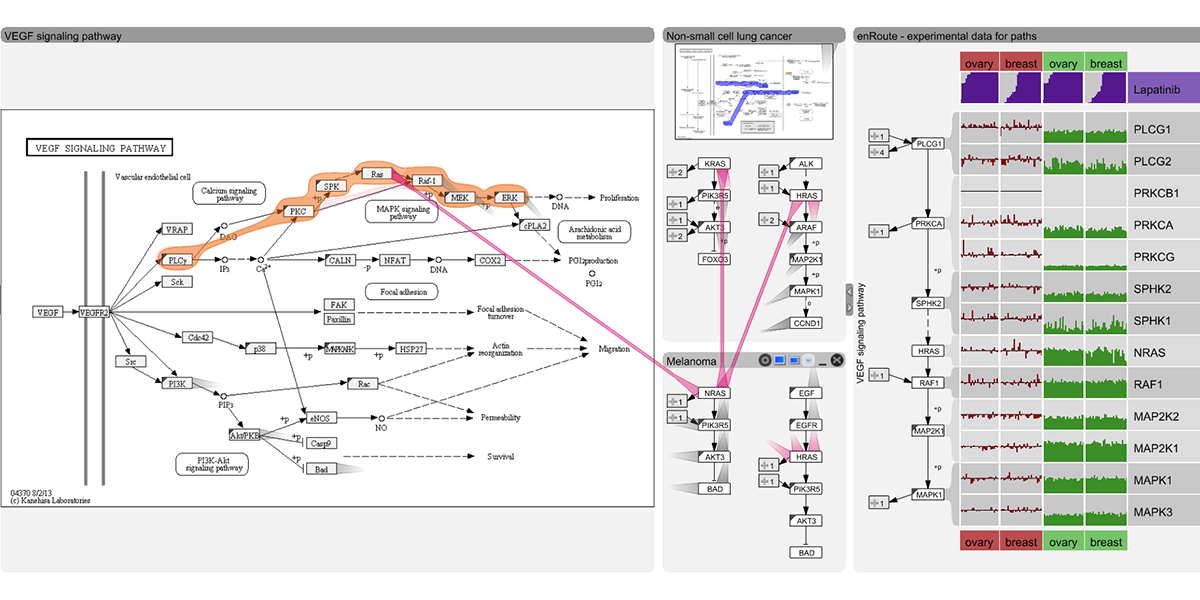 VEGF signaling pathway
VEGF SIGNALING PATHWAY
Vascular endothelial cell
Calcium signaling
pathway
SPK
Ras
Raf-1
+p
MEK
+p
ERK
DNA
Proliferation
PKC
MAPK signaling
pathway
VRAP
DAG
cPLA2
Arachidonic acid
metabolism
PLCγ
IP3
Ca2+
CALN
-p
NFAT
DNA
COX2
PGI2production
PGI2
Sck
Focal adhesion
VEGF
VEGFR2
FAK
Paxillin
Focal adhesion
turnover
Cdc42
p38
+p
MAPKAPK
+p
HSP27
Actin
reorganization
Migration
Src
PI3K
Rac
PIP3
+p
eNOS
NO
Permeability
Akt/PKB
+p
Casp9
PI3K-Akt
signaling pathway
+p
Bad
Survival
04370 8/2/13
(c) Kanehisa Laboratories
Non-small cell lung cancer
KRAS
2
PIK3R5
1
e
1
AKT3
2
+p
FOXO3
ALK
1
1
HRAS
2
ARAF
+p
MAP2K1
+p
MAPK1
e
CCND1
Melanoma
NRAS
1
1
PIK3R5
AKT3
BAD
EGF
EGFR
HRAS
1
1
PIK3R5
AKT3
BAD
enRoute - experimental data for paths
VEGF signaling pathway
1
4
PLCG1
PRKCA
1
+p
SPHK2
HRAS
1
RAF1
+p
MAP2K1
+p
MAPK1
1
ovary breast ovary breast
Lapatinib
PLCG1
PLCG2
PRKCB1
PRKCA
PRKCG
SPHK2
SPHK1
NRAS
RAF1
MAP2K2
MAP2K1
MAPK1
MAPK3
ovary breast ovary breast